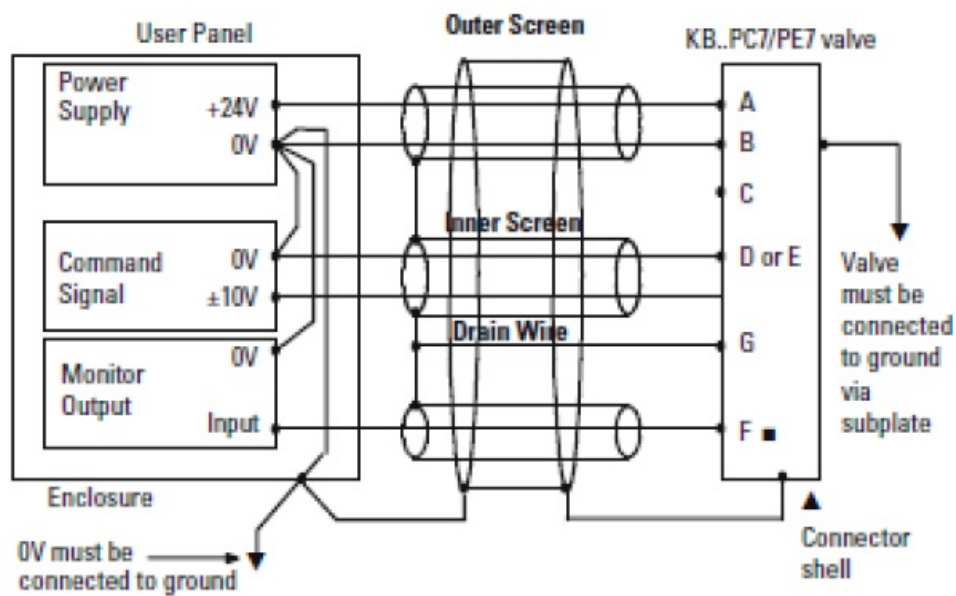 User Panel
Outer Screen
KB..PC7/PE7 valve
Power
Supply
+24V
0V
A
B
C
Inner Screen
Command
Signal
0V
±10V
D or E
Valve
must be
connected
to ground
via
subplate
Drain Wire
Monitor
Output
0V
Input
G
F ■
Enclosure
0V must be
connected to ground
▲
Connector
shell